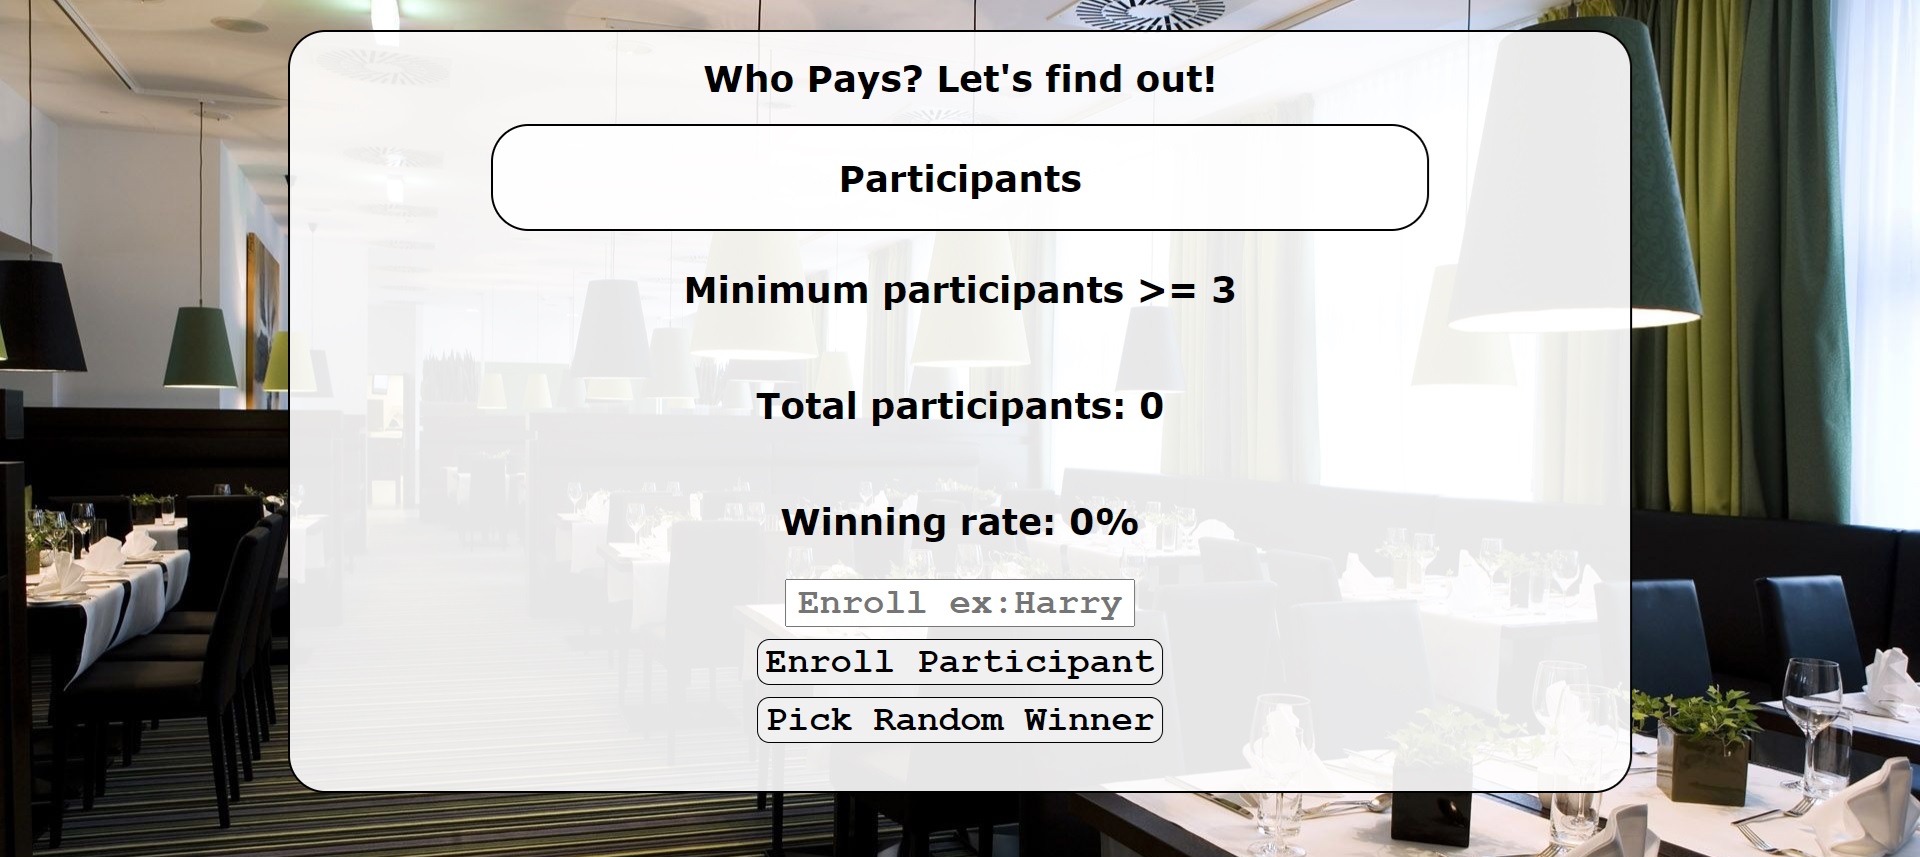 Who Pays? Let's find out!
Participants
Minimum participants >= 3
Total participants: 0
Winning rate: 0%
Enroll ex:Harry
Enroll Participant
Pick Random Winner